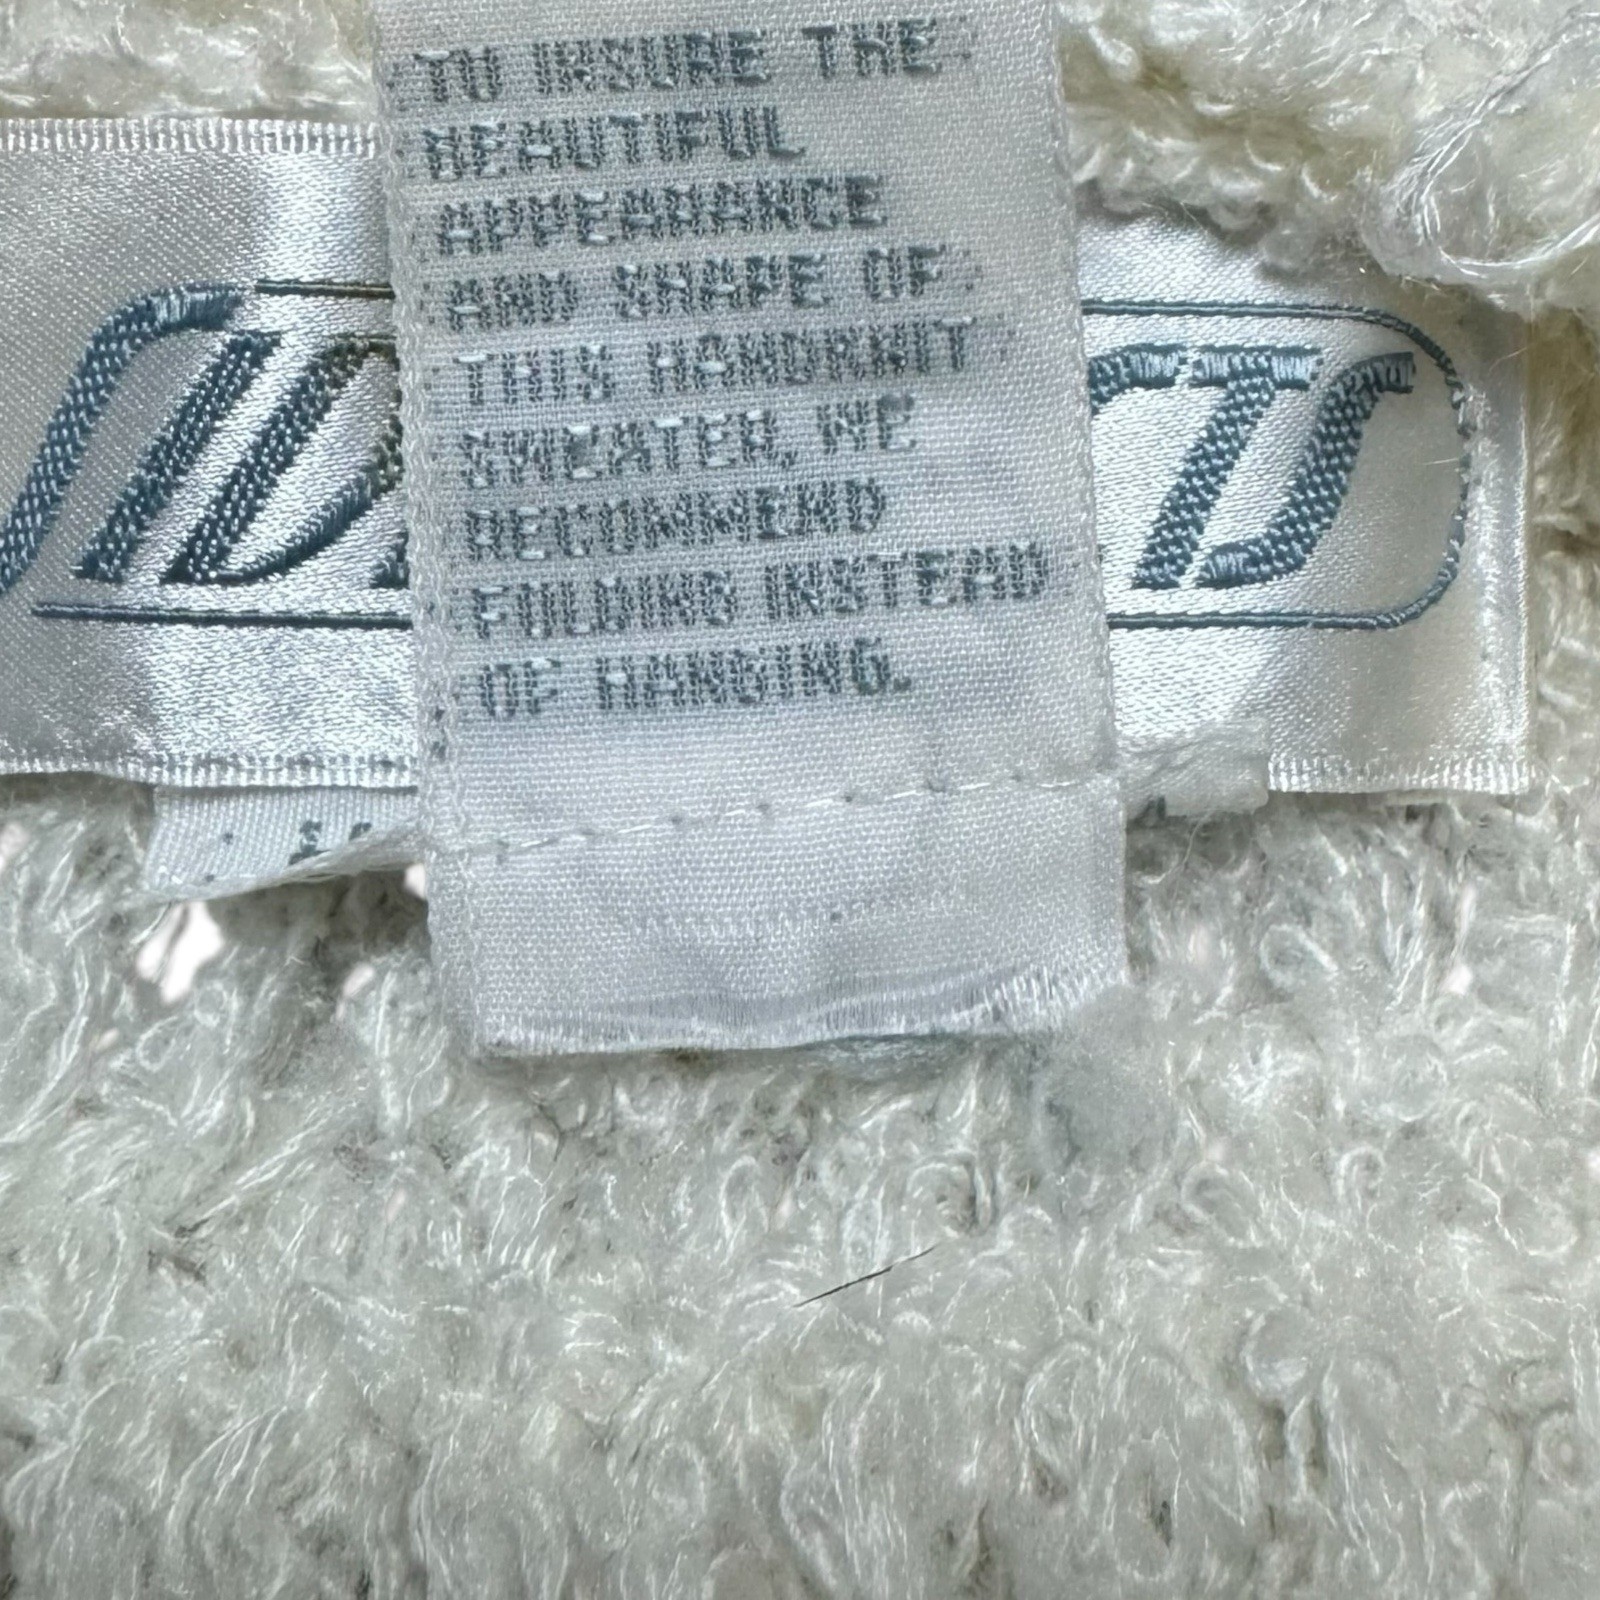 TO INSURE THE
BEAUTIFUL
APPEARANCE
AND SHAPE OF
THIS HANDKNIT
SWEATER, WE
RECOMMEND
FOLDING INSTEAD
OF HANGING.